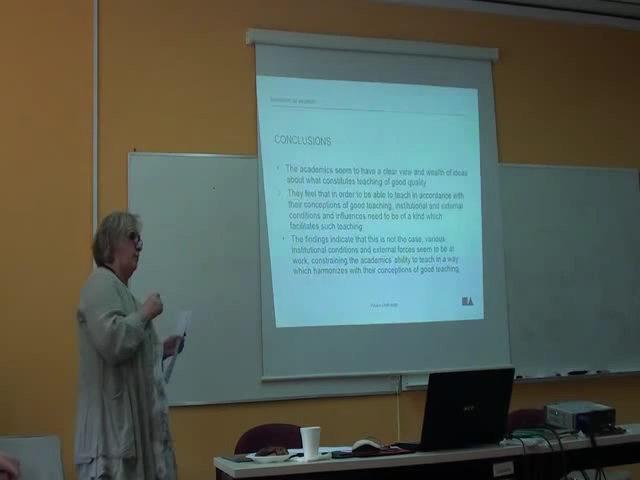 CONCLUSIONS
The academics seem to have a clear view and wealth of ideas
about what constitutes teaching of good quality
They feel that in order to be able to teach in accordance with
their conceptions of good teaching, institutional and external
conditions and influences need to be of a kind which
facilitates such teaching
The findings indicate that this is not the case, various
institutional conditions and external forces seem to be at
work, constraining the academics' ability to teach in a way
which harmonizes with their conceptions of good teaching.